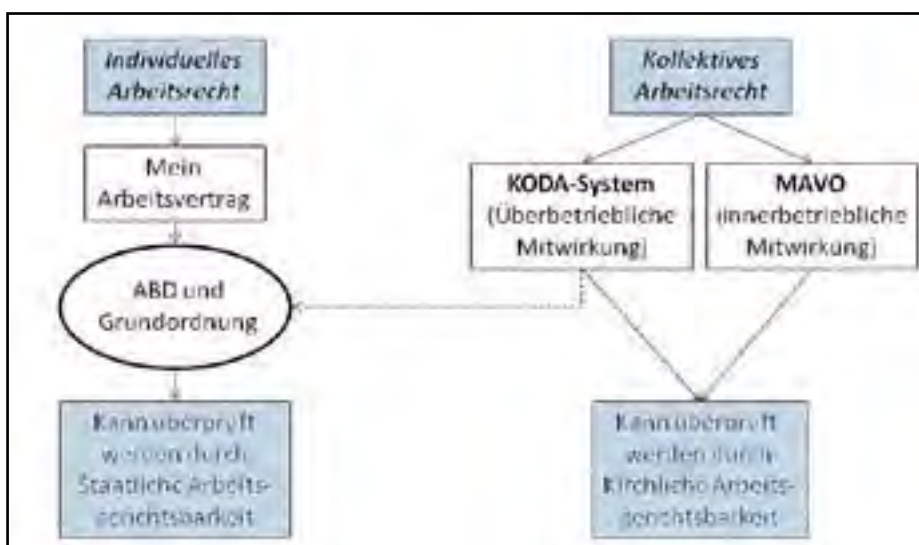 Individuelles
Arbeitsrecht
Mein
Arbeitsvertrag
ABD und
Grundordnung
Kann überprüft
werden durch
Staatliche Arbeits-
gerichtsbarkeit
Kollektives
Arbeitsrecht
KODA-System
(Überbetriebliche
Mitwirkung)
MAVO
(innerbetriebliche
Mitwirkung)
Kann überprüft
werden durch
Kirchliche Arbeits-
gerichtsbarkeit